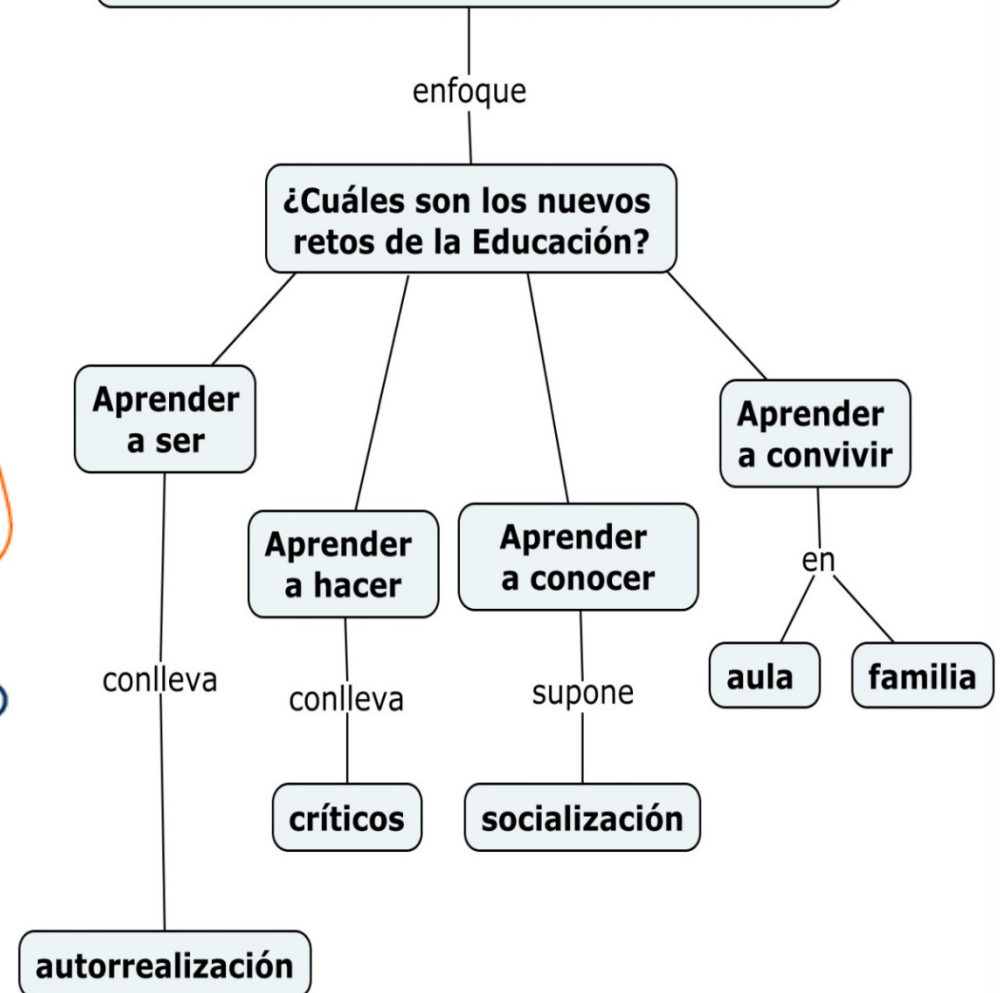 enfoque
¿Cuáles son los nuevos
retos de la Educación?
Aprender
a ser
Aprender
a hacer
Aprender
a conocer
Aprender
a convivir
en
aula
familia
conlleva
conlleva
supone
críticos
socialización
autorrealización